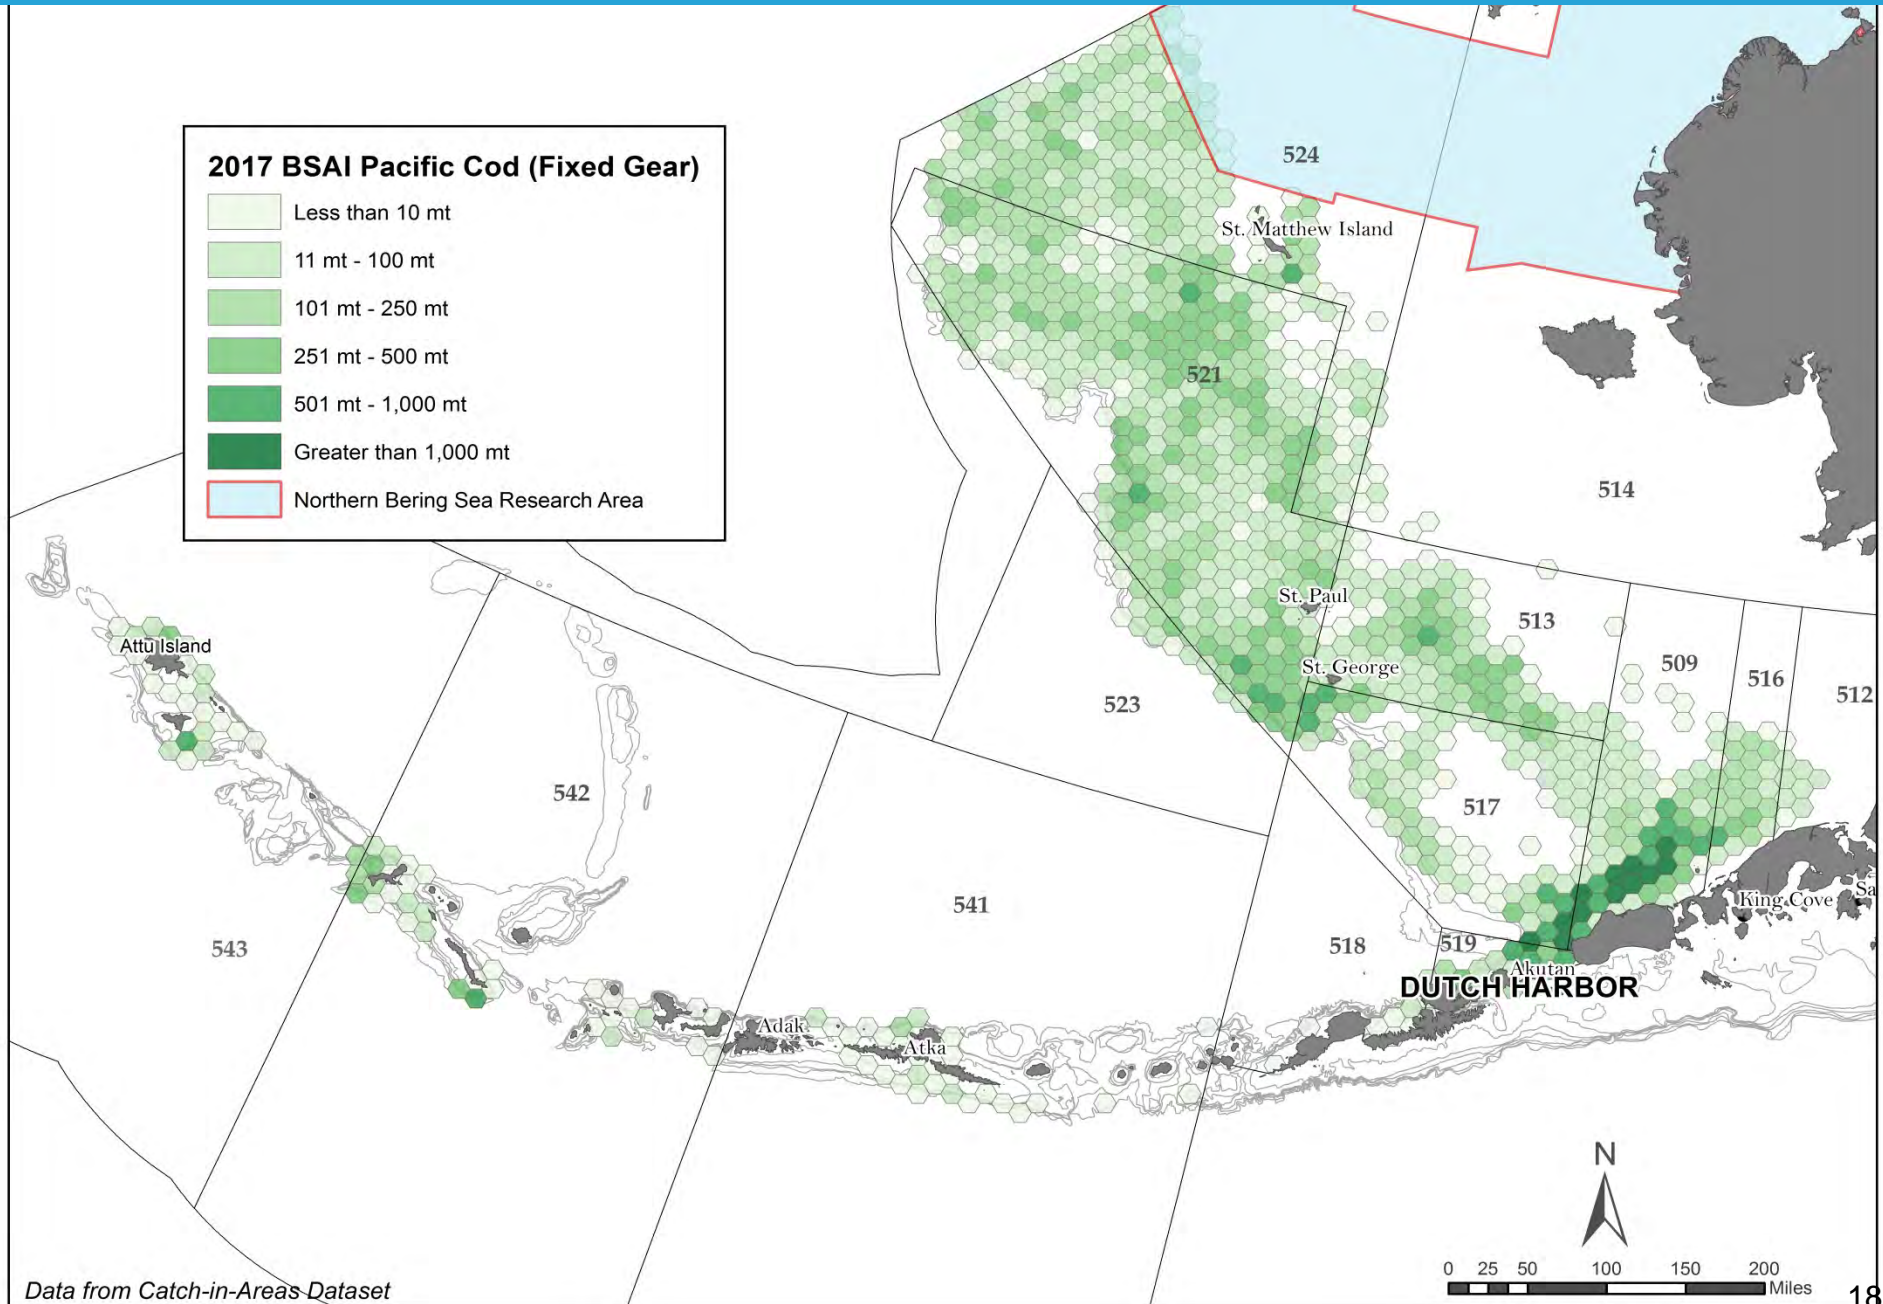 2017 BSAI Pacific Cod (Fixed Gear)
Less than 10 mt
11 mt - 100 mt
101 mt - 250 mt
251 mt - 500 mt
501 mt - 1,000 mt
Greater than 1,000 mt
Northern Bering Sea Research Area
524
St. Matthew Island
521
514
St. Paul
513
Attu Island
St. George
509
516
512
523
542
517
541
King Cove
Sa
543
518
519
Akutan
DUTCH HARBOR
Adak
Atka
N
0 25 50 100 150 200
Miles
Data from Catch-in-Areas Dataset
18